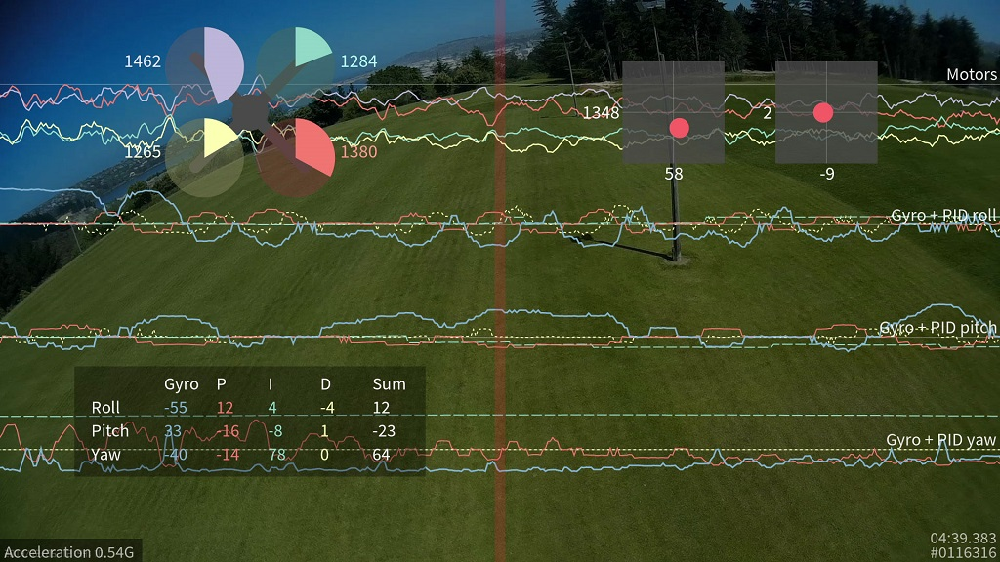 1462
1284
Motors
1348
2
1265
1380
58
-9
Gyro + PID roll
Gyro + PID pitch
Gyro P I D Sum
Roll -55 12 4 -4 12
Pitch 33 -16 -8 1 -23
Yaw -40 -14 78 0 64
Gyro + PID yaw
Acceleration 0.54G
04:39.383
#0116316